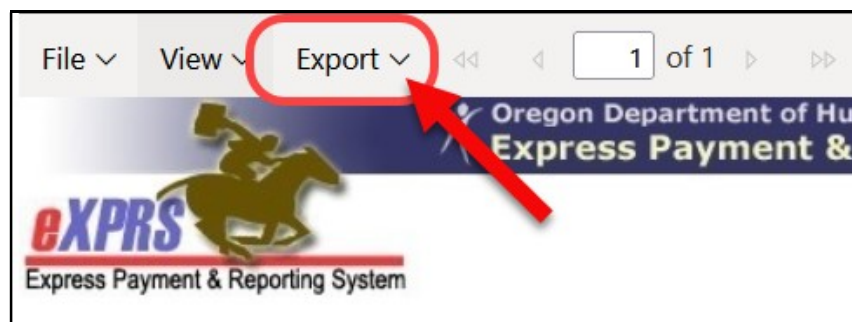 File View Export 1 of 1
Oregon Department of Hu
Express Payment &
eXPRS
Express Payment & Reporting System